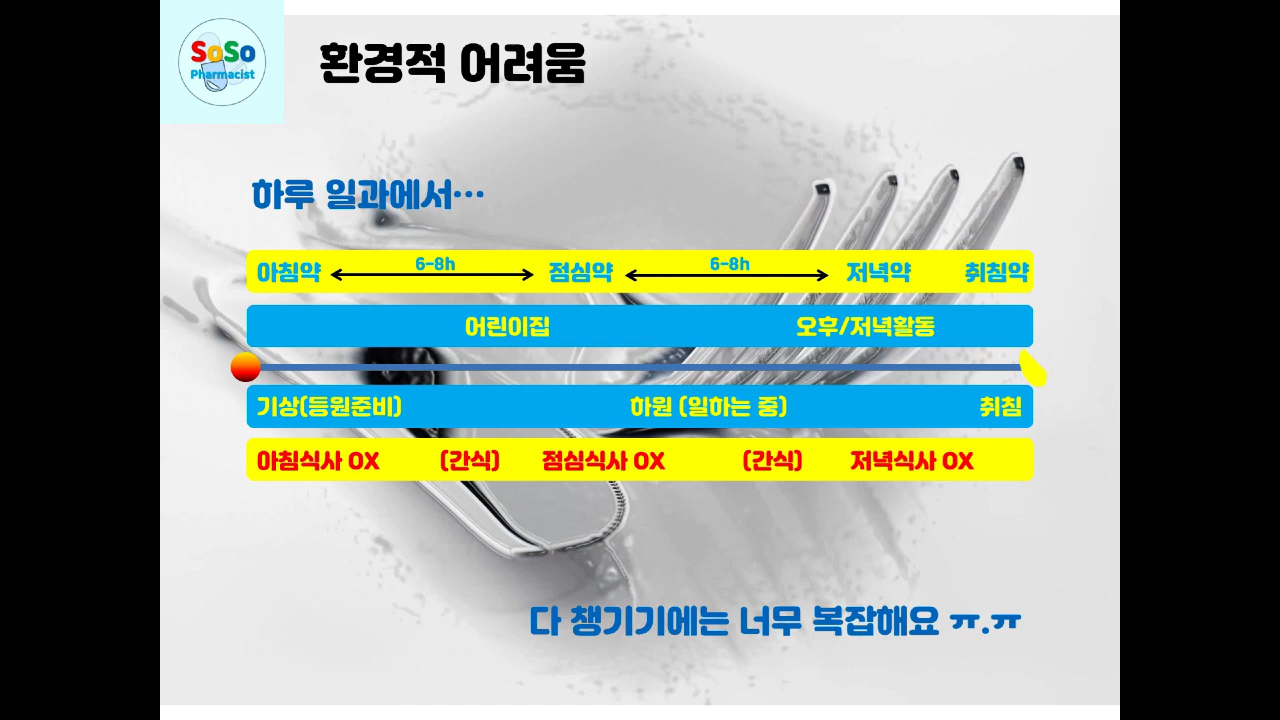 SoSo
Pharmacist
환경적 어려움
하루 일과에서…
아침약 6-8h 점심약 6-8h 저녁약 취침약
어린이집 오후/저녁활동
기상(등원준비) 하원 (일하는 중) 취침
아침식사 OX (간식) 점심식사 OX (간식) 저녁식사 OX
다 챙기기에는 너무 복잡해요 ㅠ.ㅠ